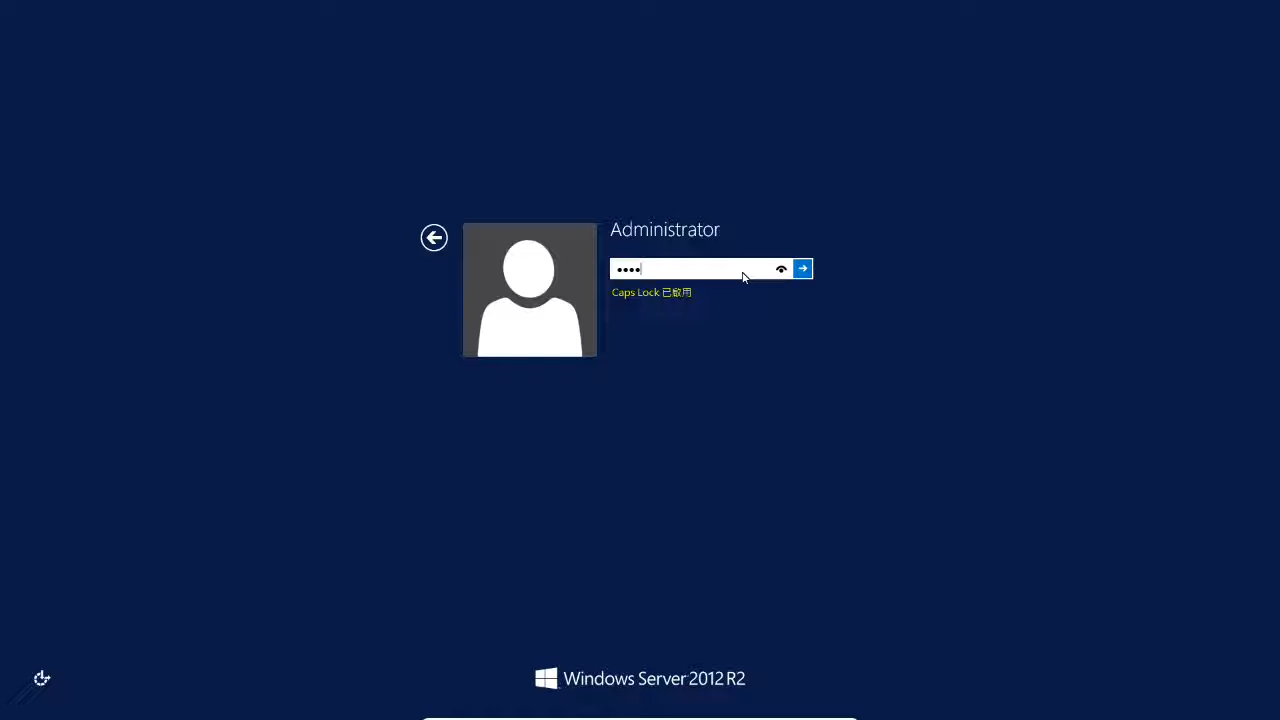 Administrator
••••
Caps Lock 已啟用
Windows Server 2012 R2